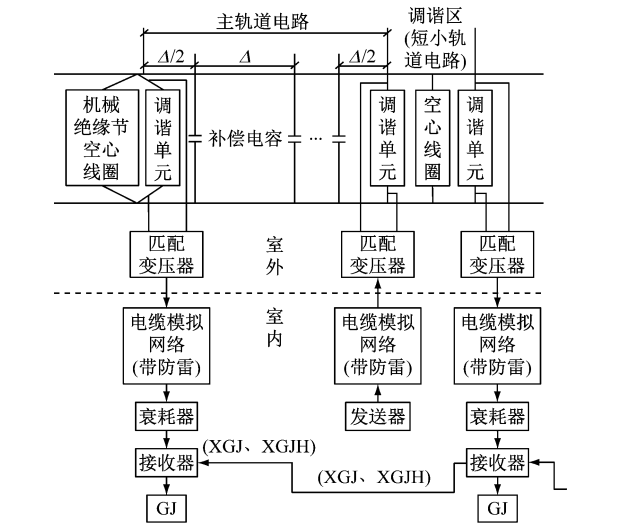 主轨道电路
调谐区
(短小轨
道电路)
Δ/2
Δ
Δ/2
机械
绝缘节
空心
线圈
调谐单元
补偿电容
···
调谐单元
空心线圈
调谐单元
匹配
变压器
室外
匹配
变压器
匹配
变压器
电缆模拟
网络
(带防雷)
室内
电缆模拟
网络
(带防雷)
电缆模拟
网络
(带防雷)
衰耗器
发送器
衰耗器
接收器
(XGJ、XGJH)
(XGJ、XGJH)
接收器
GJ
GJ